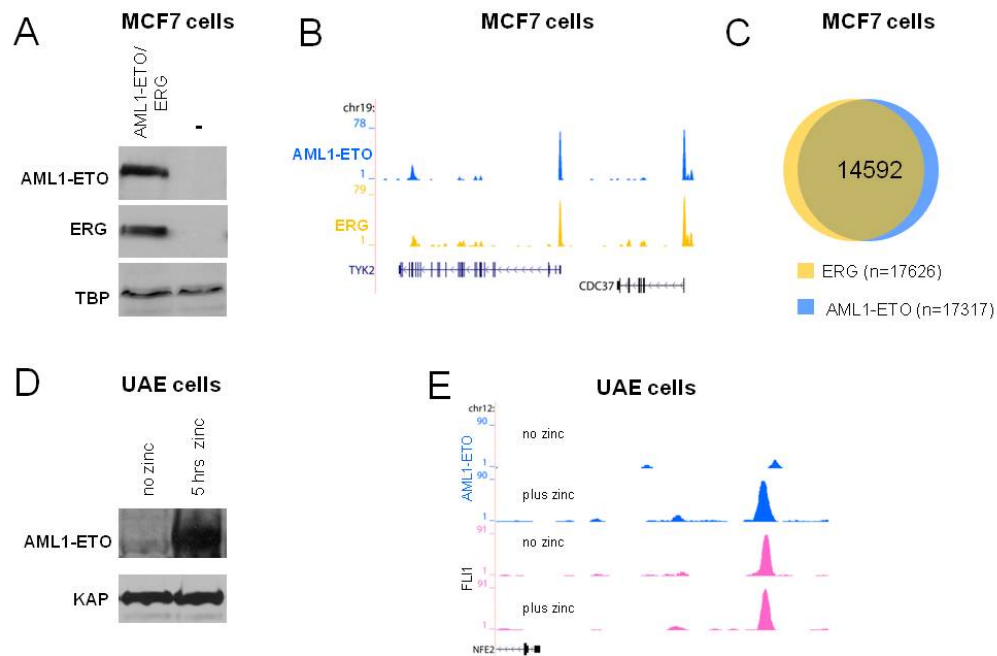 A
MCF7 cells
AML1-ETO/
ERG
-
AML1-ETO
ERG
TBP
B
MCF7 cells
chr19:
78
AML1-ETO
1
79
ERG
1
TYK2
CDC37
C
MCF7 cells
14592
ERG (n=17626)
AML1-ETO (n=17317)
D
UAE cells
no zinc
5 hrs zinc
AML1-ETO
KAP
E
UAE cells
chr12:
90
no zinc
AML1-ETO
1
90
plus zinc
1
91
no zinc
FLI1
1
91
plus zinc
1
NFE2